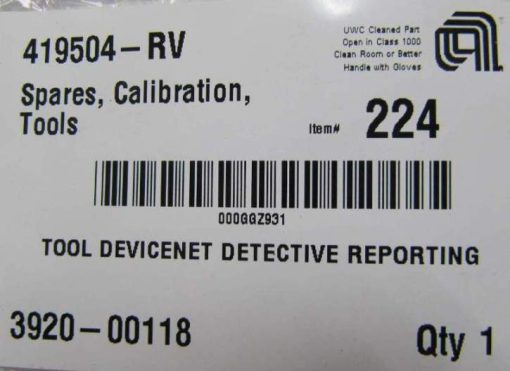 419504-RV
UWC Cleaned Part
Open in Class 1000
Clean Room or Better
Handle with Gloves
Spares, Calibration,
Tools
Item# 224
000GGZ931
TOOL DEVICENET DETECTIVE REPORTING
3920-00118
Qty 1